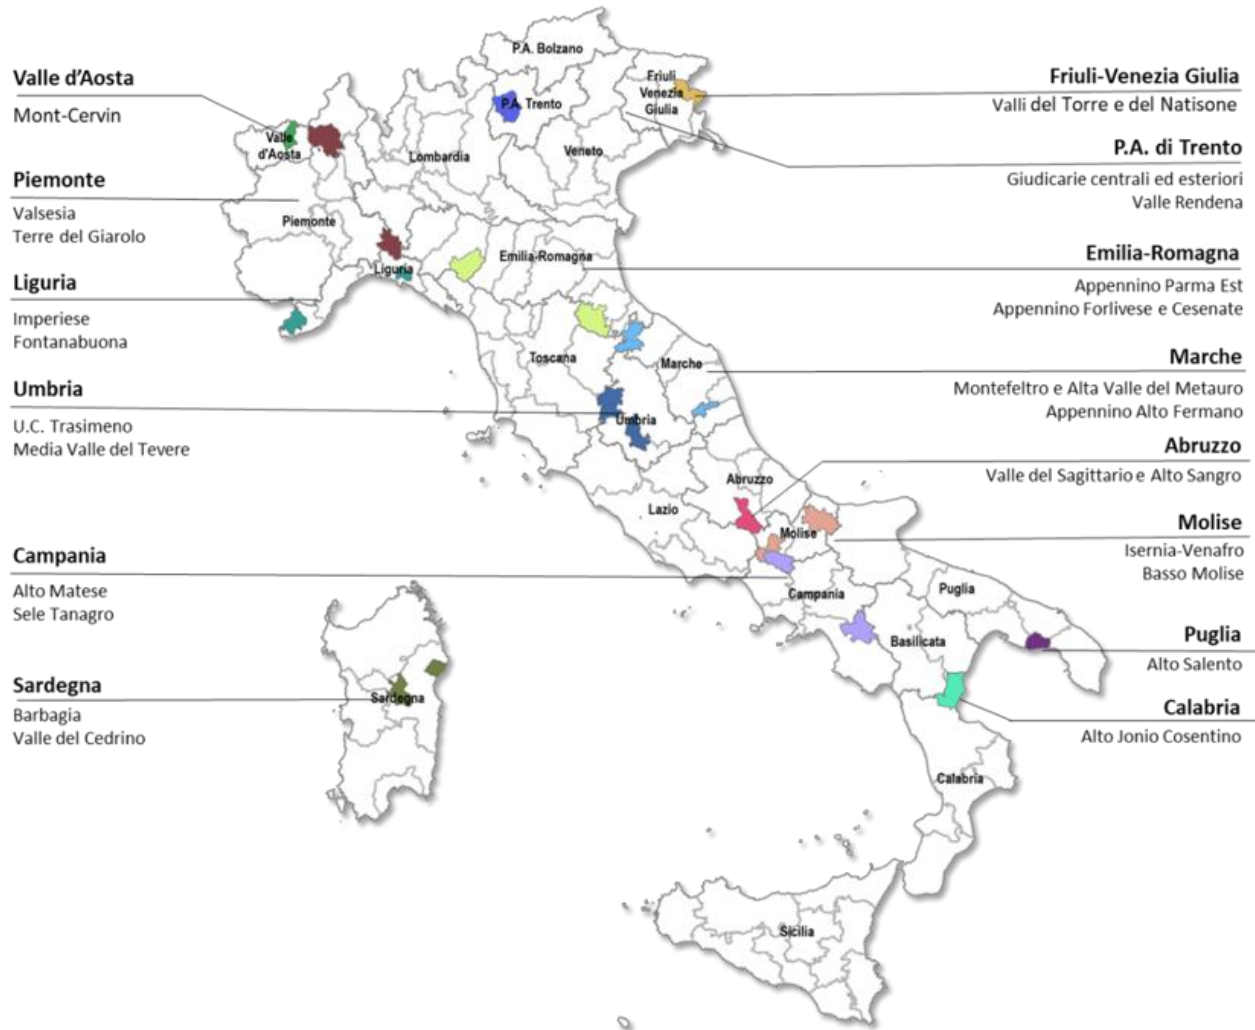 Valle d'Aosta
Mont-Cervin
Piemonte
Valsesia
Terre del Giarolo
Liguria
Imperiese
Fontanabuona
Umbria
U.C. Trasimeno
Media Valle del Tevere
Campania
Alto Matese
Sele Tanagro
Sardegna
Barbagia
Valle del Cedrino
P.A. Bolzano
P.A. Trento
Friuli
Venezia
Giulia
Valle
d'Aosta
Lombardia
Veneto
Piemonte
Emilia-Romagna
Liguria
Toscana
Marche
Umbria
Abruzzo
Lazio
Molise
Campania
Puglia
Basilicata
Sardegna
Calabria
Sicilia
Friuli-Venezia Giulia
Valli del Torre e del Natisone
P.A. di Trento
Giudicarie centrali ed esteriori
Valle Rendena
Emilia-Romagna
Appennino Parma Est
Appennino Forlivese e Cesenate
Marche
Montefeltro e Alta Valle del Metauro
Appennino Alto Fermano
Abruzzo
Valle del Sagittario e Alto Sangro
Molise
Isernia-Venafro
Basso Molise
Puglia
Alto Salento
Calabria
Alto Jonio Cosentino